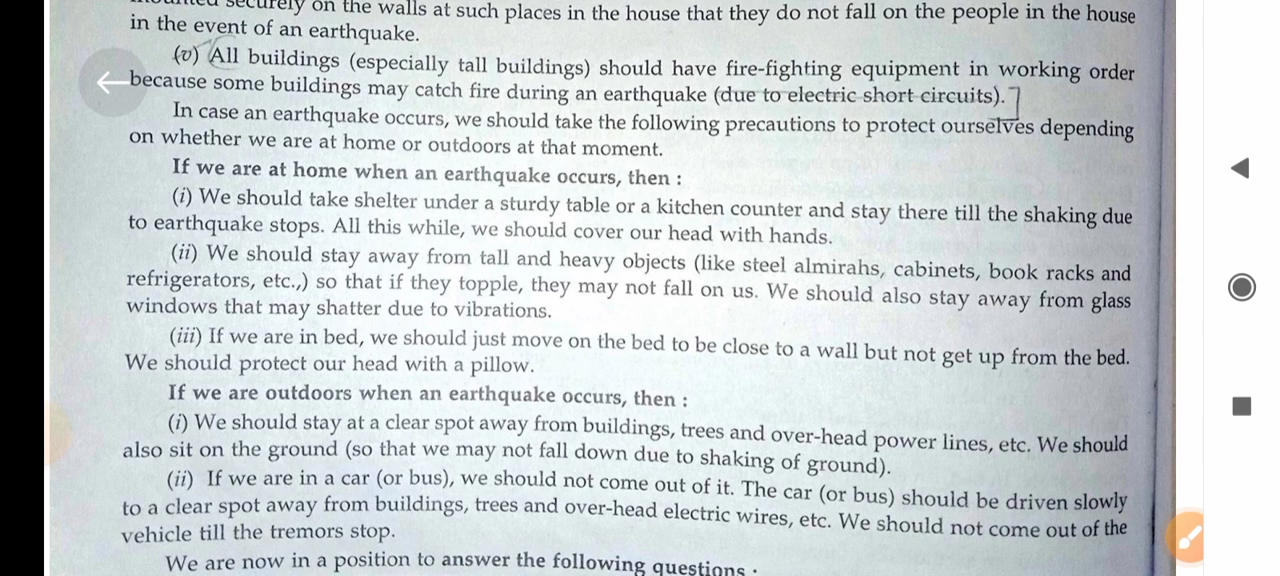 securely on the walls at such places in the house that they do not fall on the people in the house
in the event of an earthquake.
(v) All buildings (especially tall buildings) should have fire-fighting equipment in working order
because some buildings may catch fire during an earthquake (due to electric short circuits).
In case an earthquake occurs, we should take the following precautions to protect ourselves depending
on whether we are at home or outdoors at that moment.
If we are at home when an earthquake occurs, then :
(i) We should take shelter under a sturdy table or a kitchen counter and stay there till the shaking due
to earthquake stops. All this while, we should cover our head with hands.
(ii) We should stay away from tall and heavy objects (like steel almirahs, cabinets, book racks and
refrigerators, etc.,) so that if they topple, they may not fall on us. We should also stay away from glass
windows that may shatter due to vibrations.
(iii) If we are in bed, we should just move on the bed to be close to a wall but not get up from the bed.
We should protect our head with a pillow.
If we are outdoors when an earthquake occurs, then :
(i) We should stay at a clear spot away from buildings, trees and over-head power lines, etc. We should
also sit on the ground (so that we may not fall down due to shaking of ground).
(ii) If we are in a car (or bus), we should not come out of it. The car (or bus) should be driven slowly
to a clear spot away from buildings, trees and over-head electric wires, etc. We should not come out of the
vehicle till the tremors stop.
We are now in a position to answer the following questions :